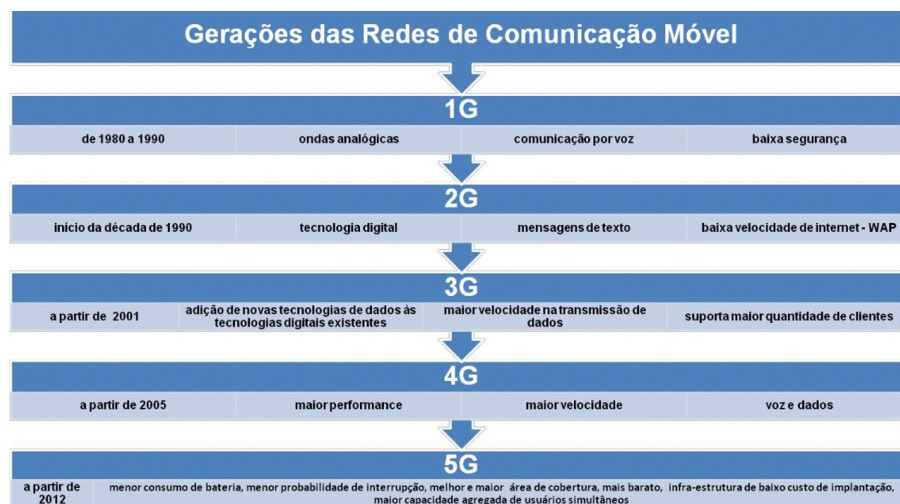 Gerações das Redes de Comunicação Móvel
1G
de 1980 a 1990 ondas analógicas comunicação por voz baixa segurança
2G
início da década de 1990 tecnologia digital mensagens de texto baixa velocidade de internet - WAP
3G
a partir de 2001
adição de novas tecnologias de dados às
tecnologias digitais existentes
maior velocidade na transmissão de
dados
suporta maior quantidade de clientes
4G
a partir de 2005 maior performance maior velocidade voz e dados
5G
a partir de
2012
menor consumo de bateria, menor probabilidade de interrupção, melhor e maior área de cobertura, mais barato, infra-estrutura de baixo custo de implantação,
maior capacidade agregada de usuários simultâneos